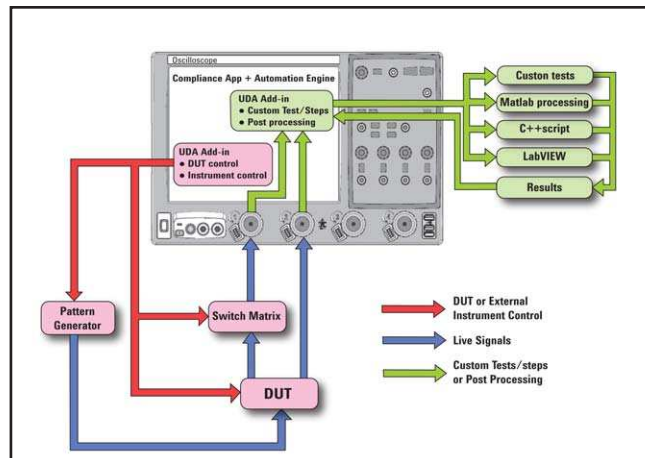 Oscilloscope
Compliance App + Automation Engine
UDA Add-in
● Custom Test/Steps
● Post processing
UDA Add-in
● DUT control
● Instrument control
Custon tests
Matlab processing
C++script
LabVIEW
Results
Pattern
Generator
Switch Matrix
DUT
DUT or External
Instrument Control
Live Signals
Custom Tests/steps
or Post Processing